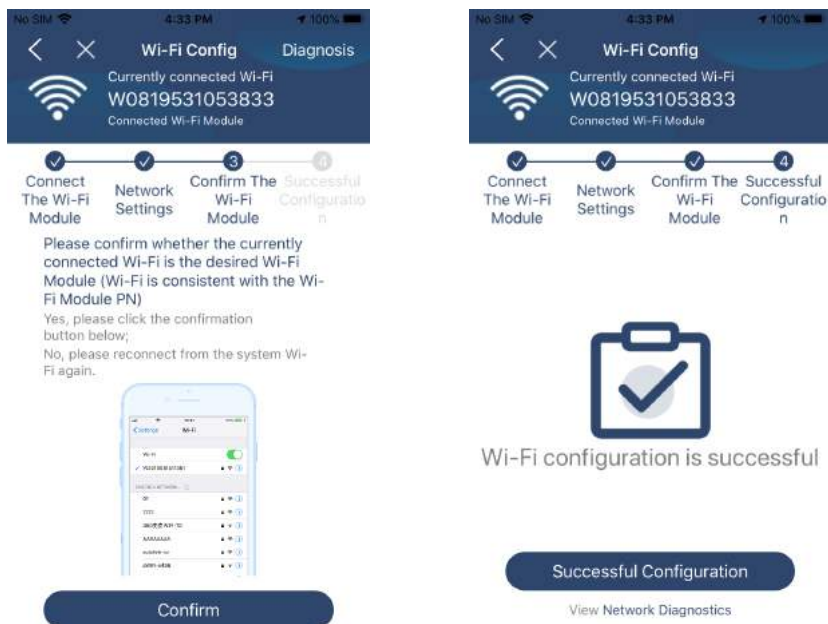 No SIM 4:33 PM 100%
Wi-Fi Config Diagnosis
Currently connected Wi-Fi
W0819531053833
Connected Wi-Fi Module
3 4
Connect The Wi-Fi Module
Network Settings
Confirm The Wi-Fi Module
Successful Configuratio n
Please confirm whether the currently
connected Wi-Fi is the desired Wi-Fi
Module (Wi-Fi is consistent with the Wi-
Fi Module PN)
Yes, please click the confirmation
button below;
No, please reconnect from the system Wi-
Fi again.
Wi-Fi
Wi-Fi
Confirm
No SIM 4:33 PM 100%
Wi-Fi Config
Currently connected Wi-Fi
W0819531053833
Connected Wi-Fi Module
4
Connect The Wi-Fi Module
Network Settings
Confirm The Wi-Fi Module
Successful Configuratio n
Wi-Fi configuration is successful
Successful Configuration
View Network Diagnostics